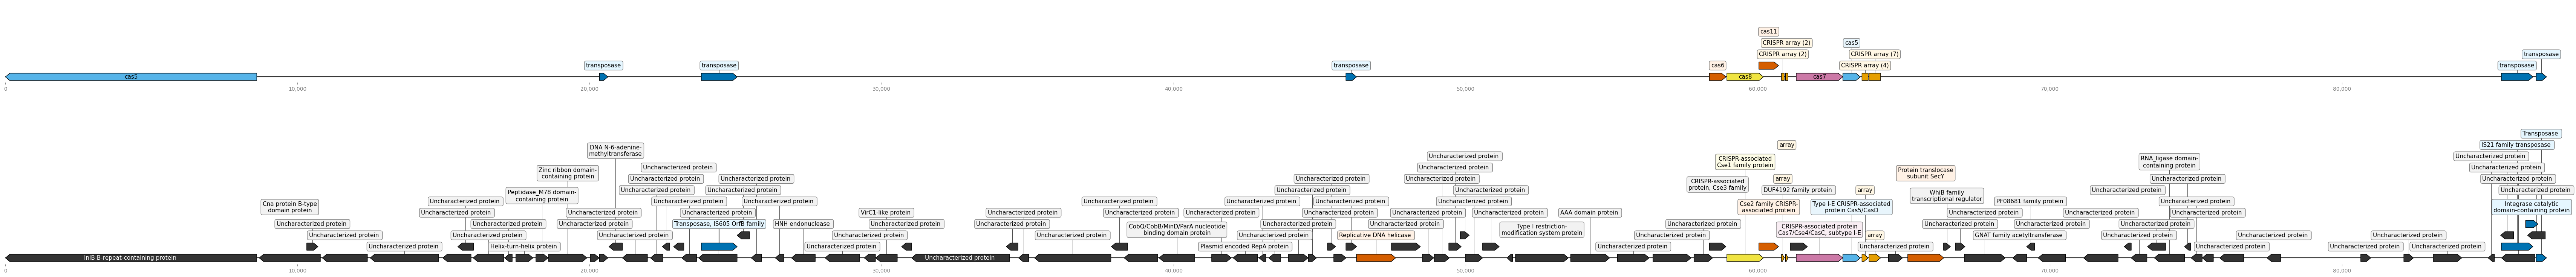 cas11
CRISPR array (2)
cas5
CRISPR array (2)
CRISPR array (7)
transposase
transposase
transposase
transposase
cas6
CRISPR array (4)
transposase
cas5
cas8
cas7
0
10,000
20,000
30,000
40,000
50,000
60,000
70,000
80,000
Transposase
array
IS21 family transposase
DNA N-6-adenine-
methyltransferase
Uncharacterized protein
Uncharacterized protein
CRISPR-associated
Cse1 family protein
RNA_ligase domain-
containing protein
Uncharacterized protein
Uncharacterized protein
Uncharacterized protein
Zinc ribbon domain-
containing protein
Protein translocase
subunit SecY
Uncharacterized protein
Uncharacterized protein
Uncharacterized protein
CRISPR-associated
protein, Cse3 family
array
Uncharacterized protein
Uncharacterized protein
Uncharacterized protein
Uncharacterized protein
Uncharacterized protein
Uncharacterized protein
DUF4192 family protein
array
Uncharacterized protein
Uncharacterized protein
Peptidase_M78 domain-
containing protein
WhiB family
transcriptional regulator
Uncharacterized protein
Uncharacterized protein
Uncharacterized protein
Uncharacterized protein
Uncharacterized protein
Uncharacterized protein
PF08681 family protein
Uncharacterized protein
Cna protein B-type
domain protein
Cse2 family CRISPR-
associated protein
Type I-E CRISPR-associated
protein Cas5/CasD
Integrase catalytic
domain-containing protein
Uncharacterized protein
Uncharacterized protein
Uncharacterized protein
VirC1-like protein
Uncharacterized protein
Uncharacterized protein
Uncharacterized protein
Uncharacterized protein
Uncharacterized protein
Uncharacterized protein
AAA domain protein
Uncharacterized protein
Uncharacterized protein
Uncharacterized protein
Uncharacterized protein
Uncharacterized protein
Uncharacterized protein
Transposase, IS605 OrfB family
HNH endonuclease
Uncharacterized protein
Uncharacterized protein
CobQ/CobB/MinD/ParA nucleotide
binding domain protein
Uncharacterized protein
Uncharacterized protein
Type I restriction-
modification system protein
Uncharacterized protein
CRISPR-associated protein
Cas7/Cse4/CasC, subtype I-E
Uncharacterized protein
Uncharacterized protein
Uncharacterized protein
Uncharacterized protein
Uncharacterized protein
Uncharacterized protein
Uncharacterized protein
Uncharacterized protein
Uncharacterized protein
Replicative DNA helicase
array
GNAT family acetyltransferase
Uncharacterized protein
Uncharacterized protein
Uncharacterized protein
Uncharacterized protein
Helix-turn-helix protein
Uncharacterized protein
Plasmid encoded RepA protein
Uncharacterized protein
Uncharacterized protein
Uncharacterized protein
Uncharacterized protein
Uncharacterized protein
InlB B-repeat-containing protein
Uncharacterized protein
0
10,000
20,000
30,000
40,000
50,000
60,000
70,000
80,000